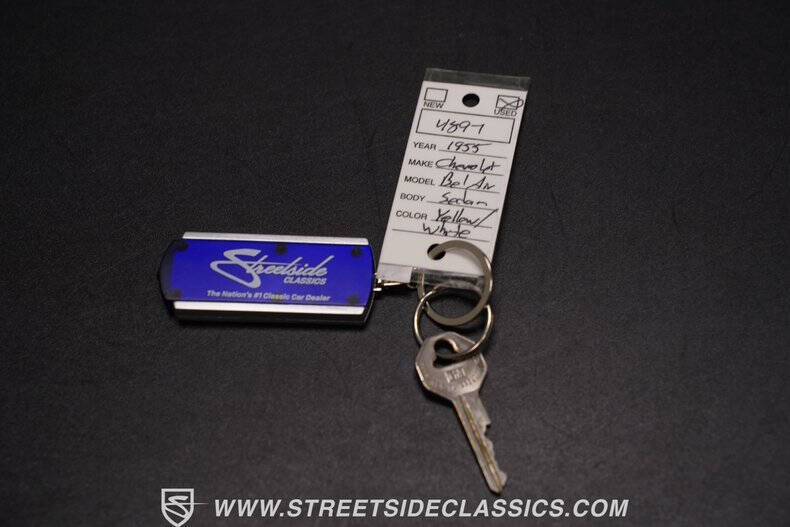 NEW USED
4897
YEAR 1955
MAKE Chevrolet
MODEL Bel Air
BODY Sedan
COLOR Yellow/
White
Streetside
CLASSICS
The Nation's #1 Classic Car Dealer
WWW.STREETSIDECLASSICS.COM